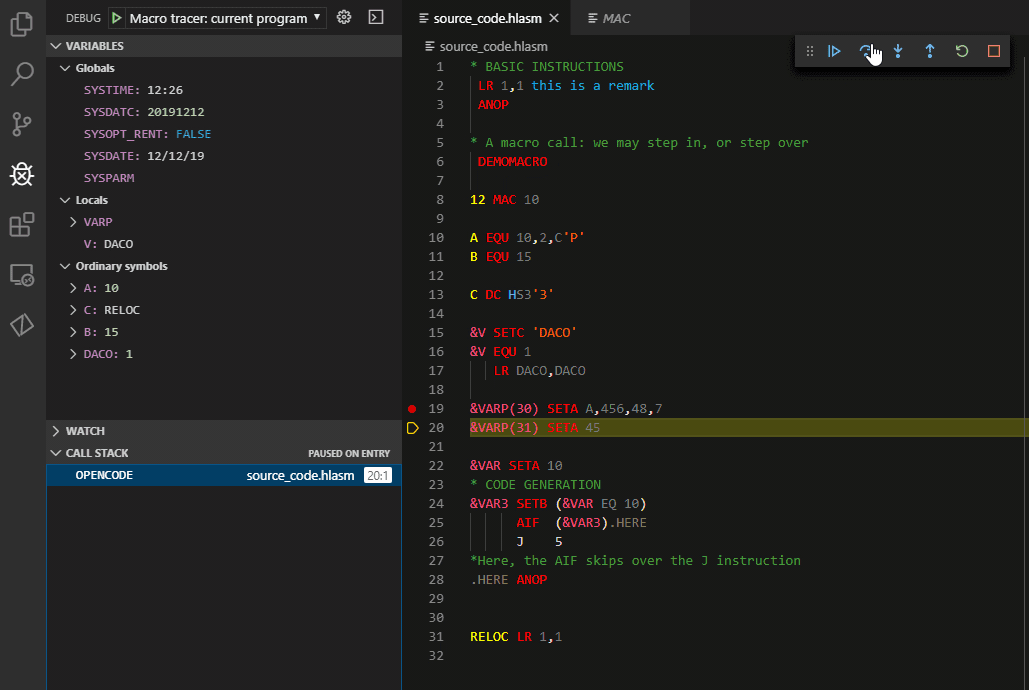 DEBUG Macro tracer: current program
VARIABLES
Globals
SYSTIME: 12:26
SYSDATC: 20191212
SYSOPT_RENT: FALSE
SYSDATE: 12/12/19
SYSPARM
Locals
VARP
V: DACO
Ordinary symbols
A: 10
C: RELOC
B: 15
DACO: 1
WATCH
CALL STACK PAUSED ON ENTRY
OPENCODE source_code.hlasm 20:1
source_code.hlasm MAC
source_code.hlasm
1 * BASIC INSTRUCTIONS
2 LR 1,1 this is a remark
3 ANOP
4
5 * A macro call: we may step in, or step over
6 DEMOMACRO
7
8 12 MAC 10
9
10 A EQU 10,2,C'P'
11 B EQU 15
12
13 C DC HS3'3'
14
15 &V SETC 'DACO'
16 &V EQU 1
17 LR DACO,DACO
18
19 &VARP(30) SETA A,456,48,7
20 &VARP(31) SETA 45
21
22 &VAR SETA 10
23 * CODE GENERATION
24 &VAR3 SETB (&VAR EQ 10)
25 AIF (&VAR3).HERE
26 J 5
27 *Here, the AIF skips over the J instruction
28 .HERE ANOP
29
30
31 RELOC LR 1,1
32